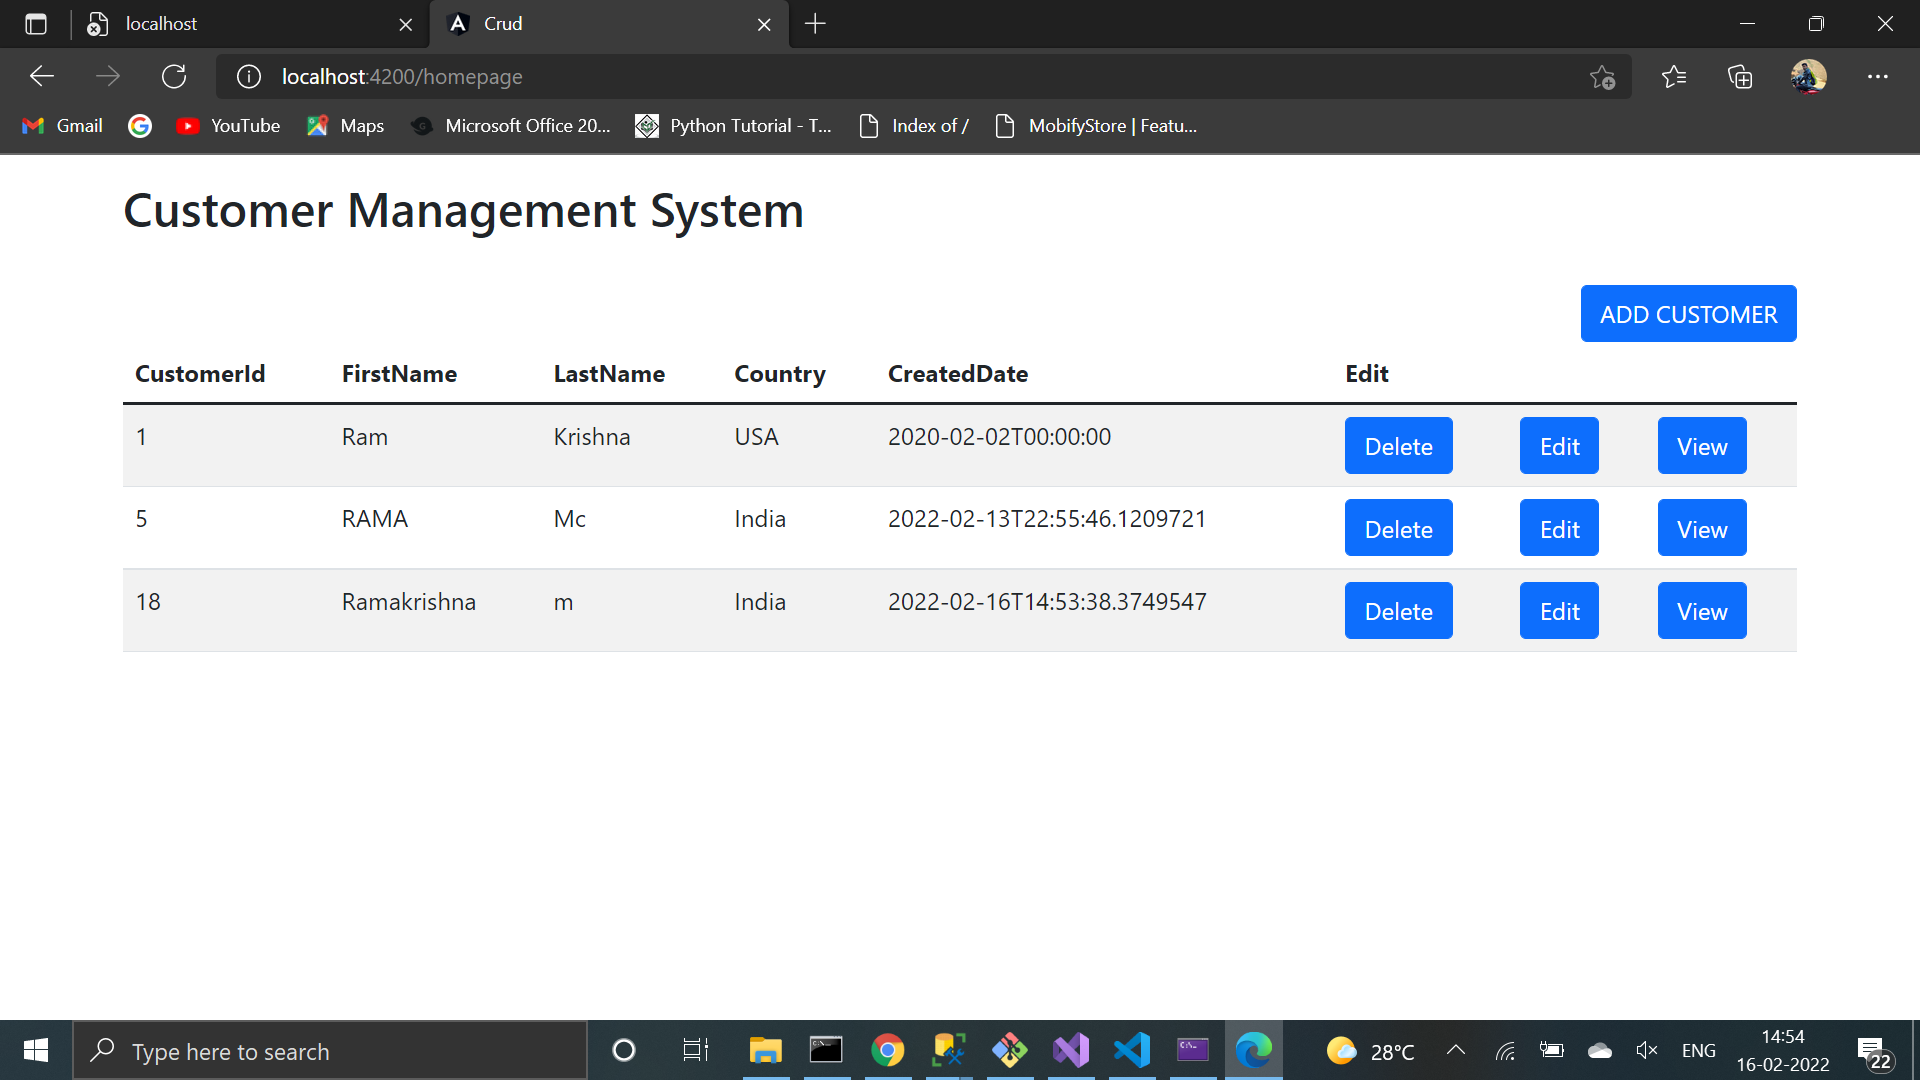 localhost
Crud
localhost:4200/homepage
Gmail
YouTube
Maps
Microsoft Office 20...
Python Tutorial - T...
Index of /
MobifyStore | Featu...
Customer Management System
ADD CUSTOMER
CustomerId FirstName LastName Country CreatedDate Edit
1 Ram Krishna USA 2020-02-02T00:00:00 Delete Edit View
5 RAMA Mc India 2022-02-13T22:55:46.1209721 Delete Edit View
18 Ramakrishna m India 2022-02-16T14:53:38.3749547 Delete Edit View
Type here to search
28°C
ENG
14:54
16-02-2022
22